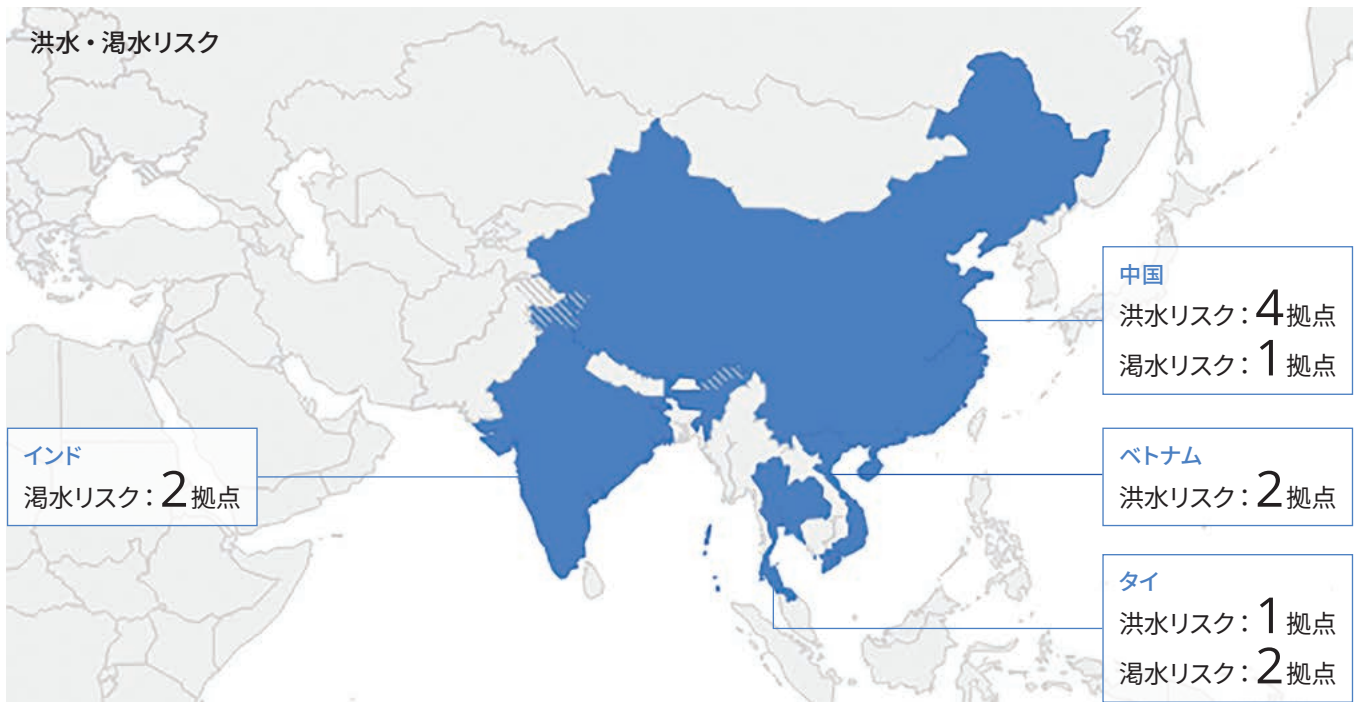 洪水・渇水リスク
中国
洪水リスク：4拠点
渇水リスク：1拠点
インド
渇水リスク：2拠点
ベトナム
洪水リスク：2拠点
タイ
洪水リスク：1拠点
渇水リスク：2拠点